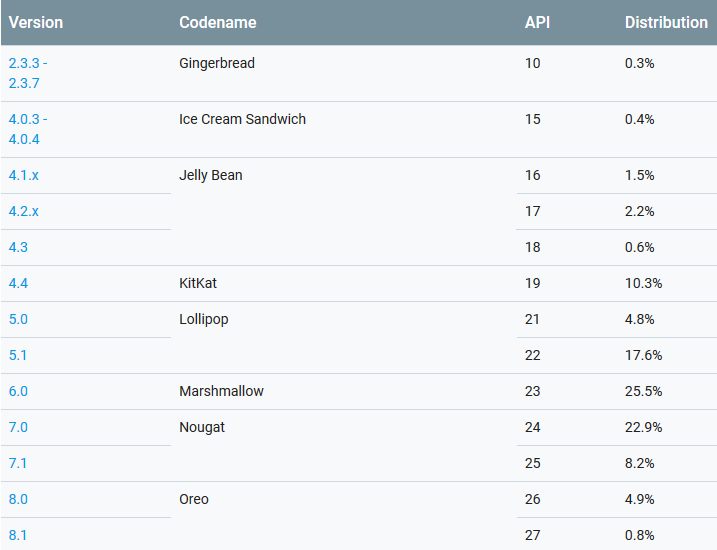 Version Codename API Distribution
2.3.3 - Gingerbread 10 0.3%
2.3.7
4.0.3 - Ice Cream Sandwich 15 0.4%
4.0.4
4.1.x Jelly Bean 16 1.5%
4.2.x 17 2.2%
4.3 18 0.6%
4.4 KitKat 19 10.3%
5.0 Lollipop 21 4.8%
5.1 22 17.6%
6.0 Marshmallow 23 25.5%
7.0 Nougat 24 22.9%
7.1 25 8.2%
8.0 Oreo 26 4.9%
8.1 27 0.8%